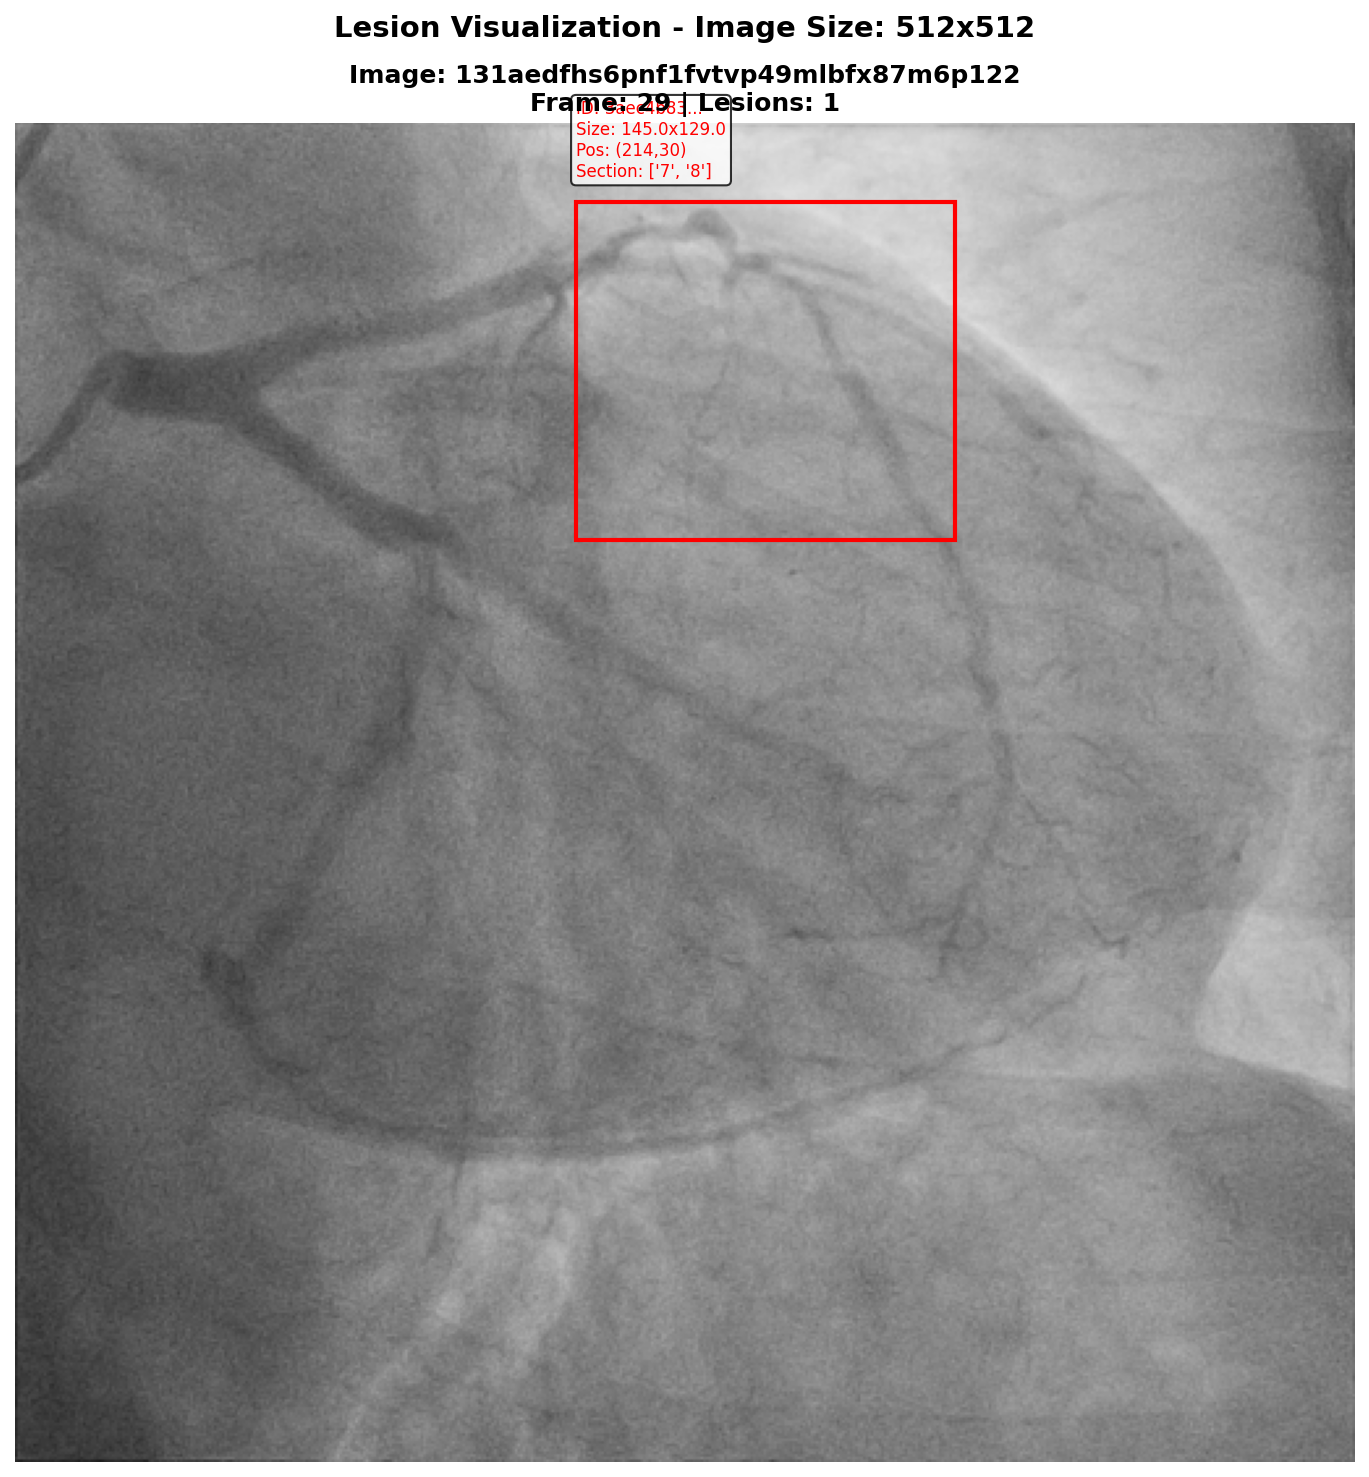 Lesion Visualization - Image Size: 512x512
Image: 131aedfhs6pnf1fvtvp49mlbfx87m6p122
Frame: 29 | Lesions: 1
Size: 145.0x129.0
Pos: (214,30)
Section: ['7', '8']